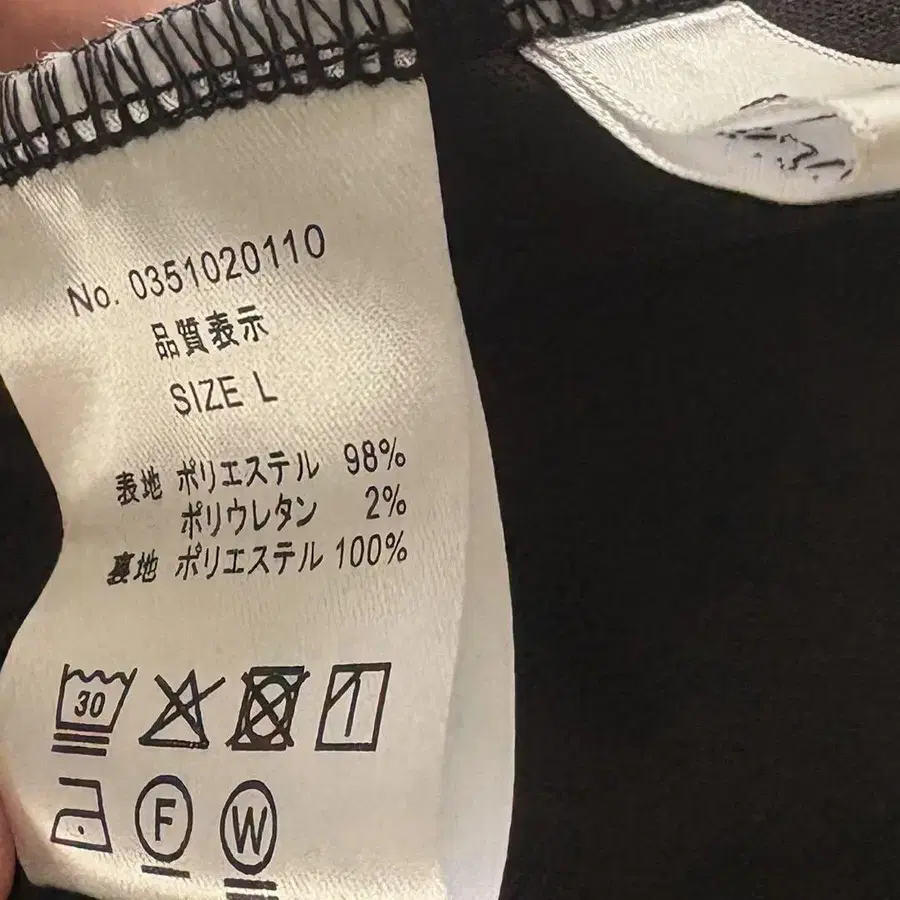 No. 0351020110
品質表示
SIZE L
表地 ポリエステル 98%
ポリウレタン 2%
裏地 ポリエステル 100%
30
F
W